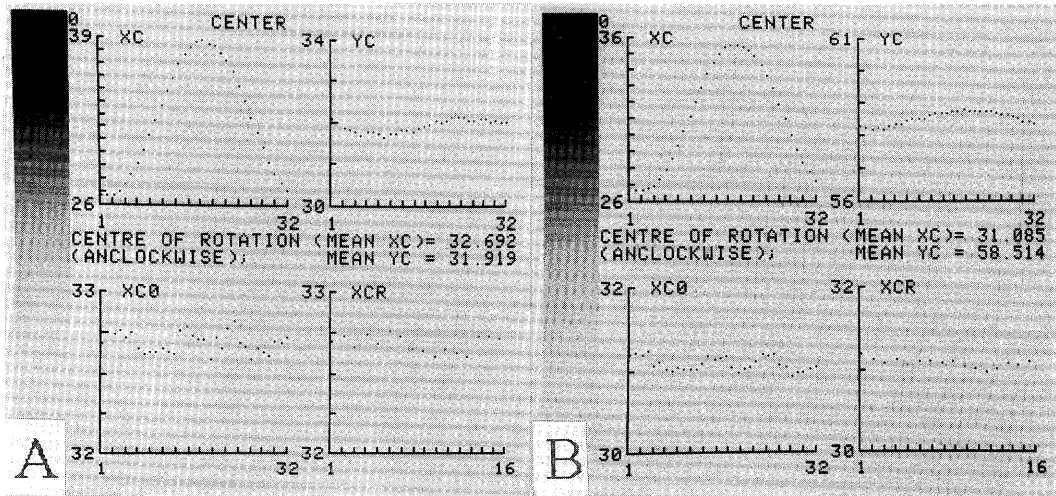 0 CENTER
39 XC
34 YC
26
30
1 32
1 32
CENTRE OF ROTATION (MEAN XC)= 32.692
(ANCLOCKWISE); MEAN YC = 31.919
33 XC0
33 XCR
32
32
1 32
1 16
A
0 CENTER
36 XC
61 YC
26
56
1 32
1 32
CENTRE OF ROTATION (MEAN XC)= 31.085
(ANCLOCKWISE); MEAN YC = 58.514
32 XC0
32 XCR
30
30
1 32
1 16
B